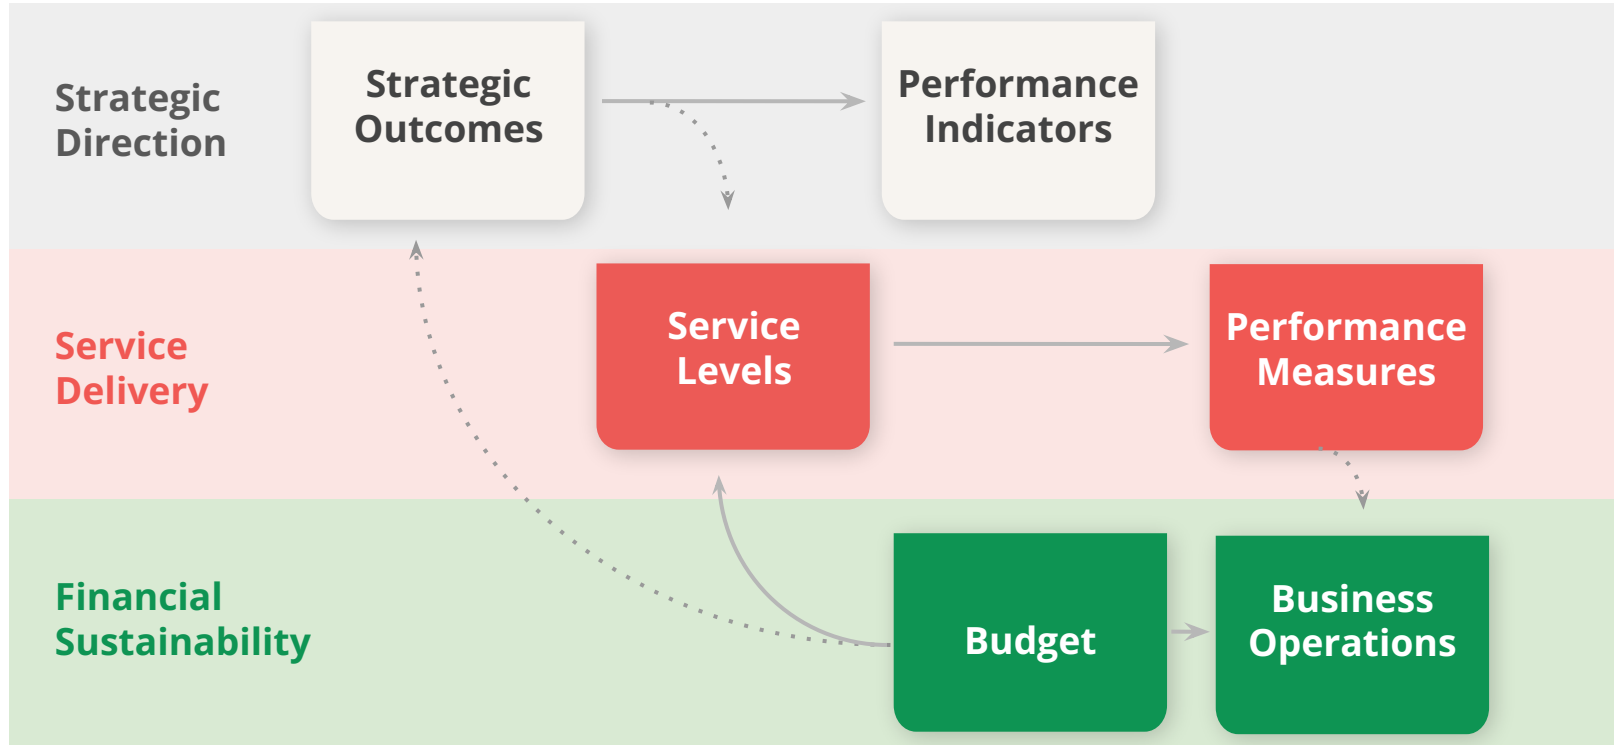 Strategic
Direction
Strategic
Outcomes
Performance
Indicators
Service
Delivery
Service
Levels
Performance
Measures
Financial
Sustainability
Budget
Business
Operations